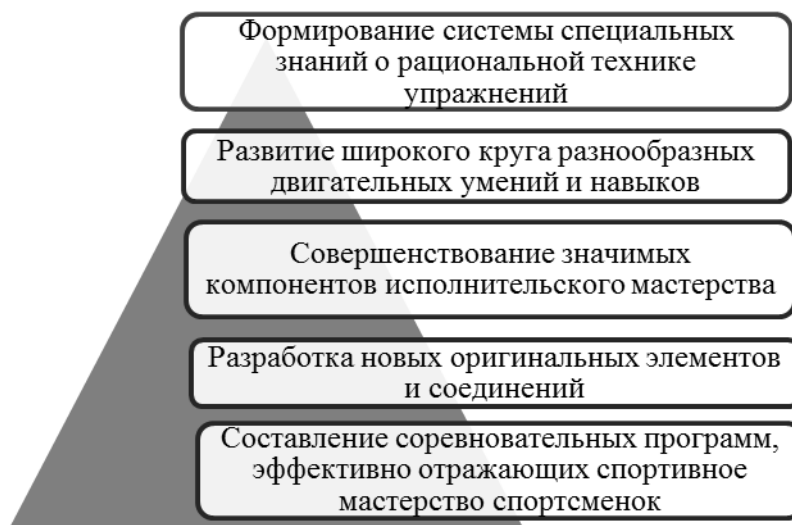 Формирование системы специальных
знаний о рациональной технике
упражнений
Развитие широкого круга разнообразных
двигательных умений и навыков
Совершенствование значимых
компонентов исполнительского мастерства
Разработка новых оригинальных элементов
и соединений
Составление соревновательных программ,
эффективно отражающих спортивное
мастерство спортсменок